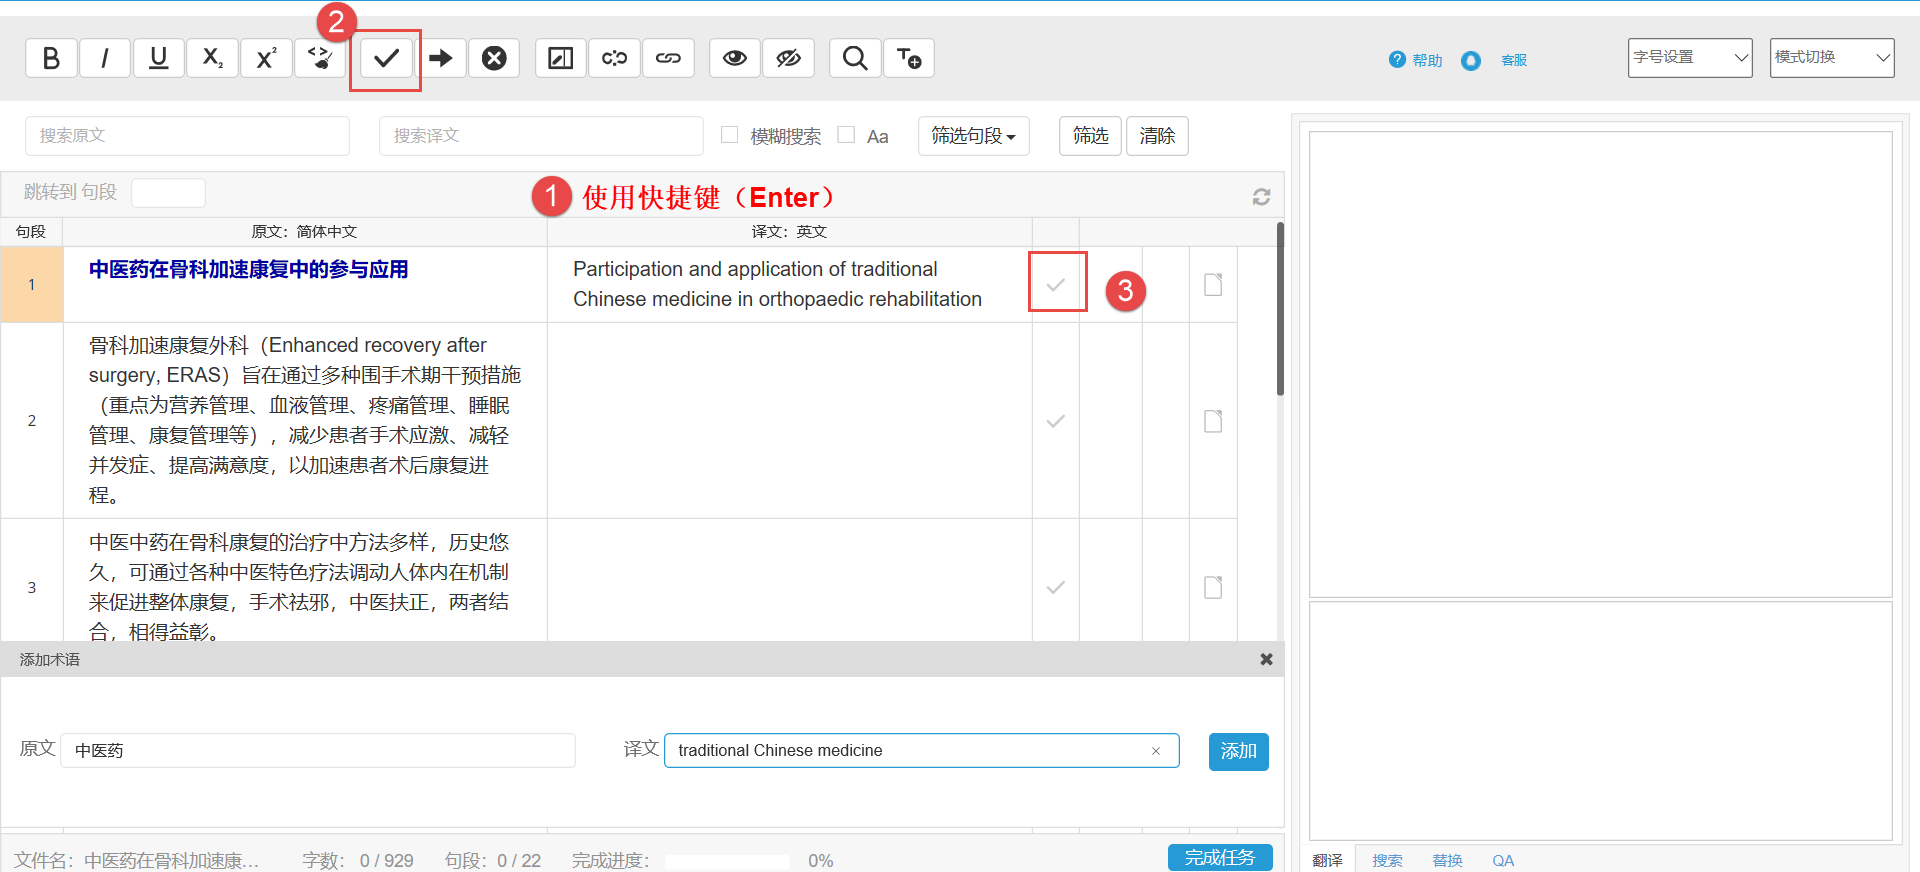 2
B I U X₂ X²
帮助 客服 字号设置 模式切换
搜索原文 搜索译文 模糊搜索 Aa 筛选句段 筛选 清除
跳转到 句段
1 使用快捷键（Enter）
句段 原文：简体中文 译文：英文
1 中医药在骨科加速康复中的参与应用
Participation and application of traditional
Chinese medicine in orthopaedic rehabilitation
3
骨科加速康复外科（Enhanced recovery after
surgery, ERAS）旨在通过多种围手术期干预措施
（重点为营养管理、血液管理、疼痛管理、睡眠
2 管理、康复管理等），减少患者手术应激、减轻
并发症、提高满意度，以加速患者术后康复进
程。
中医中药在骨科康复的治疗中方法多样，历史悠
久，可通过各种中医特色疗法调动人体内在机制
3 来促进整体康复，手术祛邪，中医扶正，两者结
合，相得益彰。
添加术语
原文 中医药 译文 traditional Chinese medicine × 添加
文件名：中医药在骨科加速康... 字数： 0 / 929 句段：0 / 22 完成进度： 0% 完成任务
翻译 搜索 替换 QA